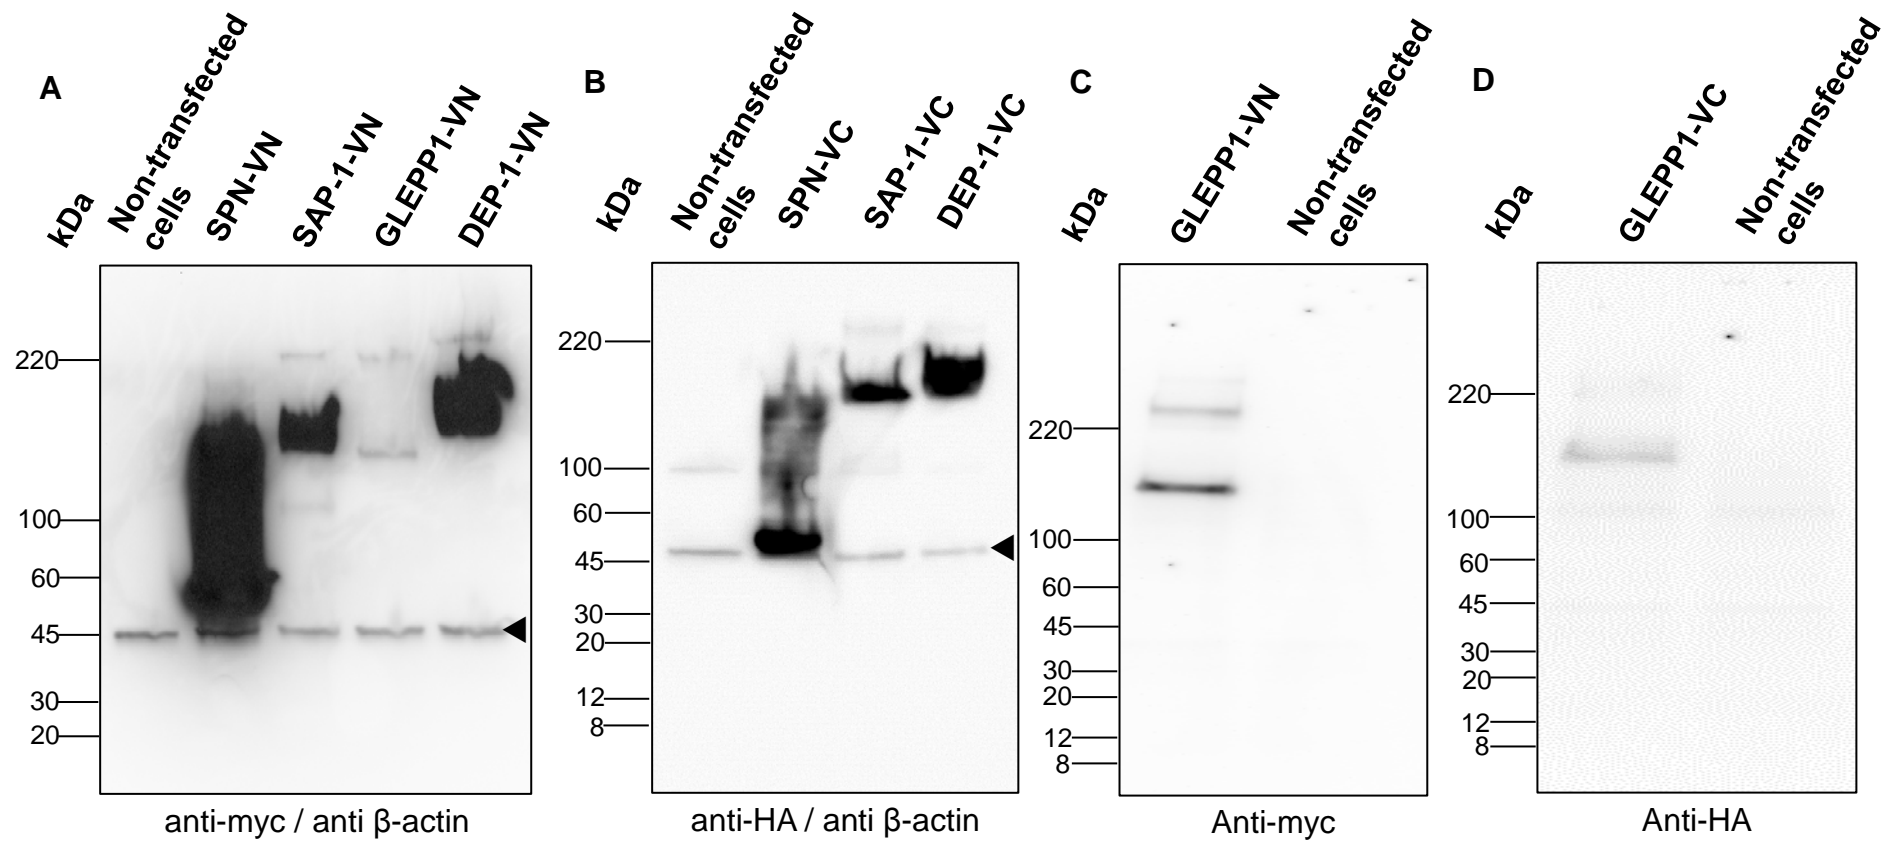 A
kDa
Non-transfected
cells
SPN-VN
SAP-1-VN
GLEPP1-VN
DEP-1-VN
220
100
60
45
30
20
anti-myc / anti β-actin
B
kDa
Non-transfected
cells
SPN-VC
SAP-1-VC
DEP-1-VC
220
100
60
45
30
20
12
8
anti-HA / anti β-actin
C
kDa
GLEPP1-VN
Non-transfected
cells
220
100
60
45
30
20
12
8
Anti-myc
D
kDa
GLEPP1-VC
Non-transfected
cells
220
100
60
45
30
20
12
8
Anti-HA